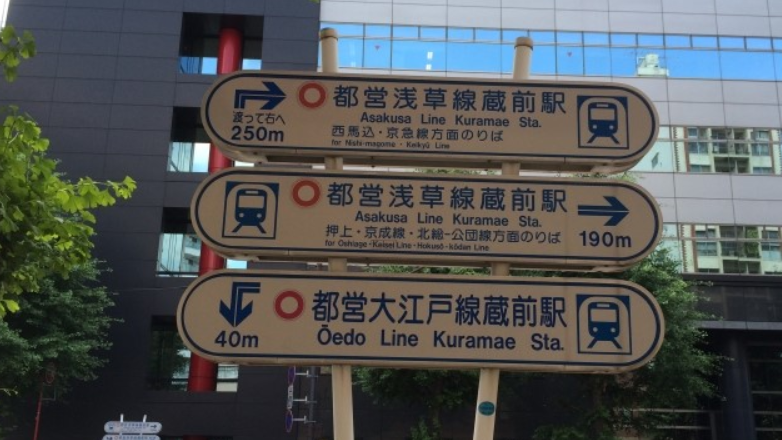 都営浅草線蔵前駅
Asakusa Line Kuramae Sta.
渡って右へ
250m
西馬込・京急線方面のりば
for Nishi-magome・Keikyū Line
都営浅草線蔵前駅
Asakusa Line Kuramae Sta.
押上・京成線・北総-公団線方面のりば
for Oshiage・Keisei Line・Hokusō-kōdan Line
190m
都営大江戸線蔵前駅
40m
Ōedo Line Kuramae Sta.